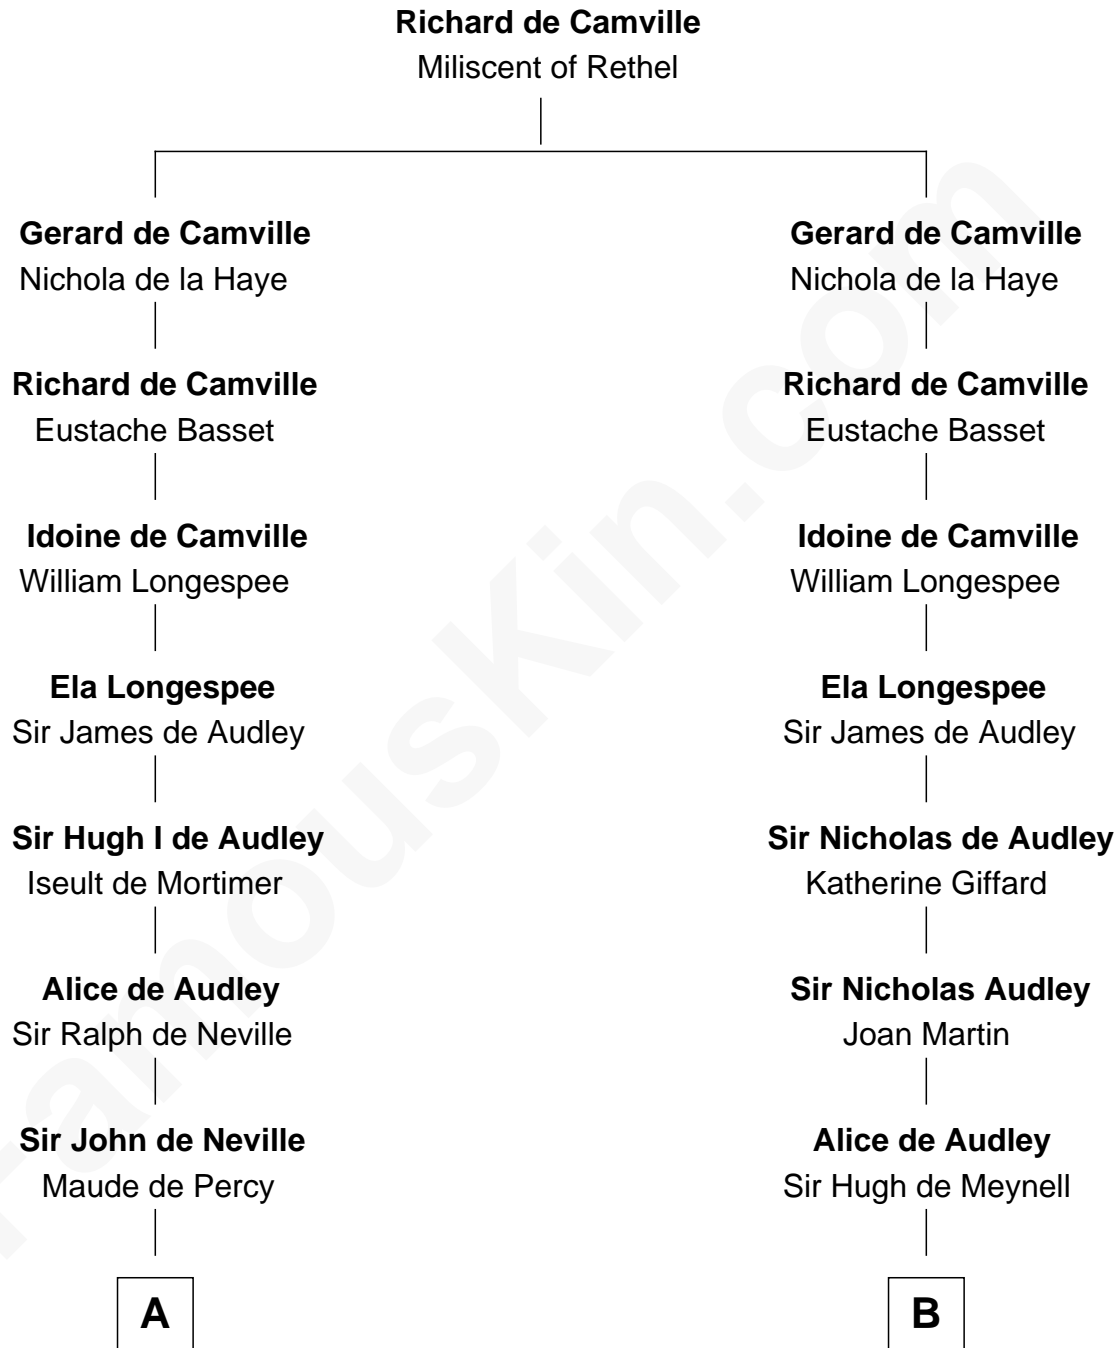 Richard de Camville
Miliscent of Rethel
Gerard de Camville
Nichola de la Haye
Richard de Camville
Eustache Basset
Idoine de Camville
William Longespee
Ela Longespee
Sir James de Audley
Sir Hugh I de Audley
Iseult de Mortimer
Alice de Audley
Sir Ralph de Neville
Sir John de Neville
Maude de Percy
A
Gerard de Camville
Nichola de la Haye
Richard de Camville
Eustache Basset
Idoine de Camville
William Longespee
Ela Longespee
Sir James de Audley
Sir Nicholas de Audley
Katherine Giffard
Sir Nicholas Audley
Joan Martin
Alice de Audley
Sir Hugh de Meynell
B
FamousKin.com